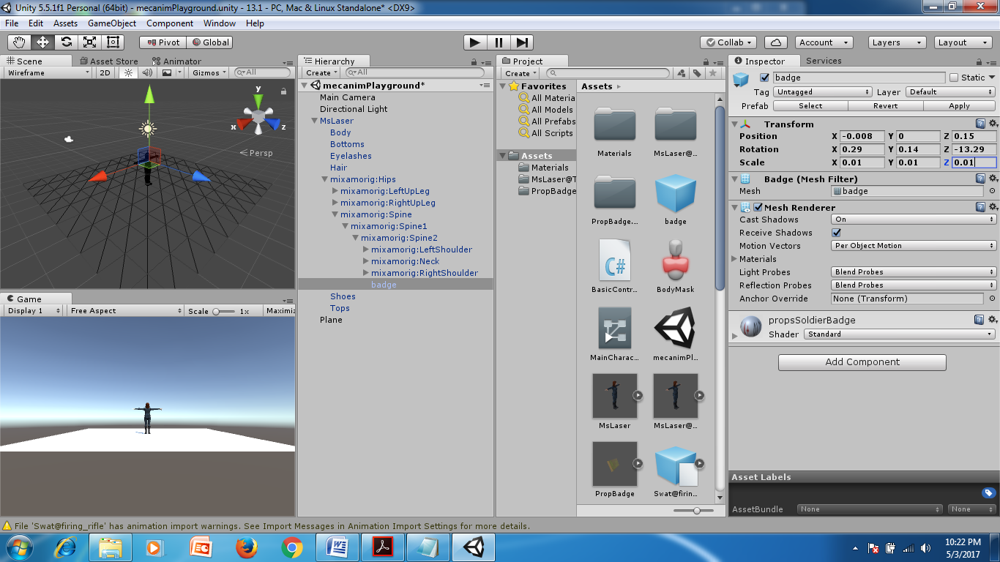 Unity 5.5.1f1 Personal (64bit) - mecanimPlayground.unity - 13.1 - PC, Mac & Linux Standalone* <DX9>
File Edit Assets GameObject Component Window Help
Pivot Global Collab Account Layers Layout
Scene Asset Store Animator
Wireframe 2D Gizmos All
y
x z
Persp
Game
Display 1 Free Aspect Scale 1x Maximiz
Hierarchy
Create All
mecanimPlayground*
Main Camera
Directional Light
MsLaser
Body
Bottoms
Eyelashes
Hair
mixamorig:Hips
mixamorig:LeftUpLeg
mixamorig:RightUpLeg
mixamorig:Spine
mixamorig:Spine1
mixamorig:Spine2
mixamorig:LeftShoulder
mixamorig:Neck
mixamorig:RightShoulder
badge
Shoes
Tops
Plane
Project
Create
Favorites
All Materia
All Models
All Prefabs
All Scripts
Assets
Materials
MsLaser@T
PropBadge
Assets
Materials MsLaser@...
PropBadge.... badge
C#
BasicContr... BodyMask
MainCharac... mecanimPl...
MsLaser MsLaser@...
PropBadge Swat@firin...
Inspector Services
badge Static
Tag Untagged Layer Default
Prefab Select Revert Apply
Transform
Position X -0.008 Y 0 Z 0.15
Rotation X 0.29 Y 0.14 Z -13.29
Scale X 0.01 Y 0.01 Z 0.01
Badge (Mesh Filter)
Mesh badge
Mesh Renderer
Cast Shadows On
Receive Shadows
Motion Vectors Per Object Motion
Materials
Light Probes Blend Probes
Reflection Probes Blend Probes
Anchor Override None (Transform)
propsSoldierBadge
Shader Standard
Add Component
Asset Labels
AssetBundle None None
File 'Swat@firing_rifle' has animation import warnings. See Import Messages in Animation Import Settings for more details.
10:22 PM
5/3/2017